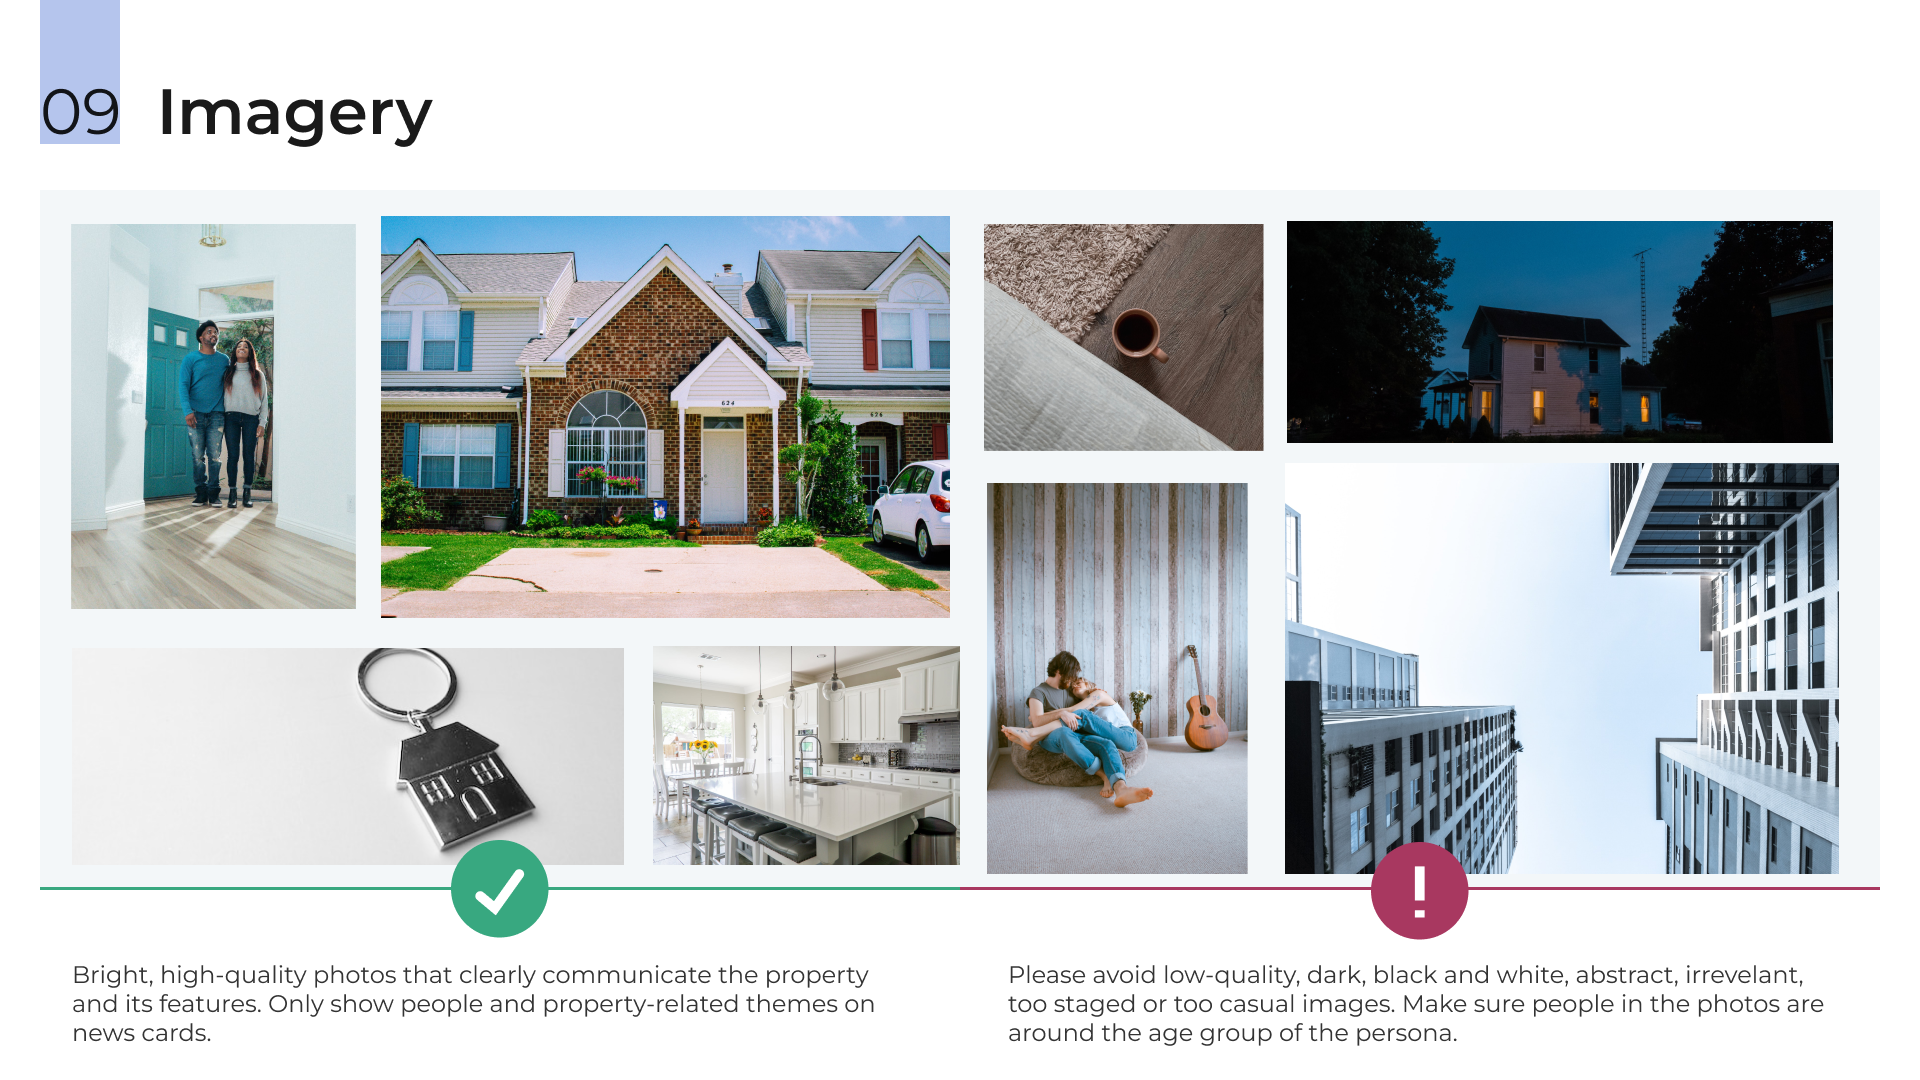 09 Imagery
624
626
Bright, high-quality photos that clearly communicate the property
and its features. Only show people and property-related themes on
news cards.
Please avoid low-quality, dark, black and white, abstract, irrevelant,
too staged or too casual images. Make sure people in the photos are
around the age group of the persona.